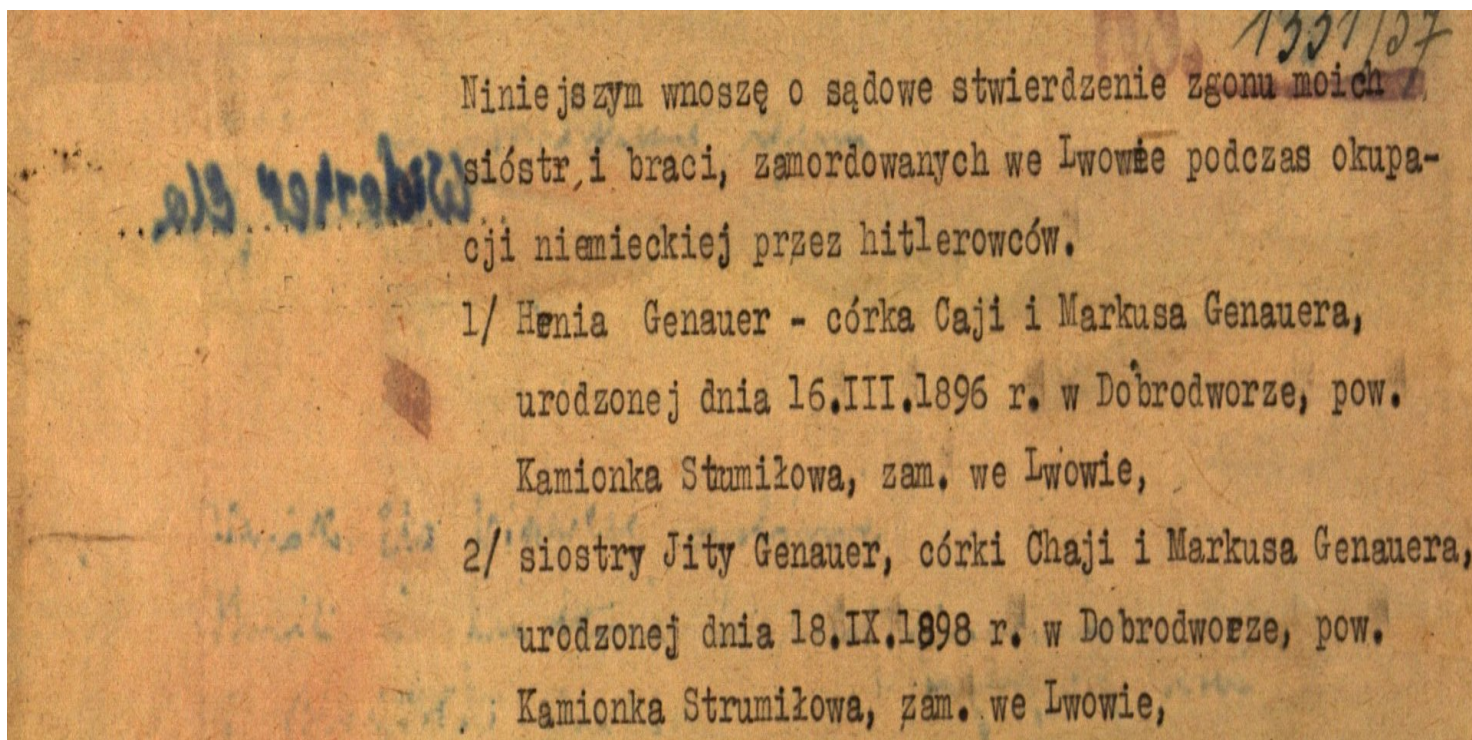 1331/57
Niniejszym wnoszę o sądowe stwierdzenie zgonu moich
sióstr i braci, zamordowanych we Lwowie podczas okupa-
cji niemieckiej przez hitlerowców.
1/ Henia Genauer - córka Caji i Markusa Genauera,
urodzonej dnia 16.III.1896 r. w Dobrodworze, pow.
Kamionka Stumiłowa, zam. we Lwowie,
2/ siostry Jity Genauer, córki Chaji i Markusa Genauera,
urodzonej dnia 18.IX.1898 r. w Dobrodworze, pow.
Kamionka Strumiłowa, zam. we Lwowie,